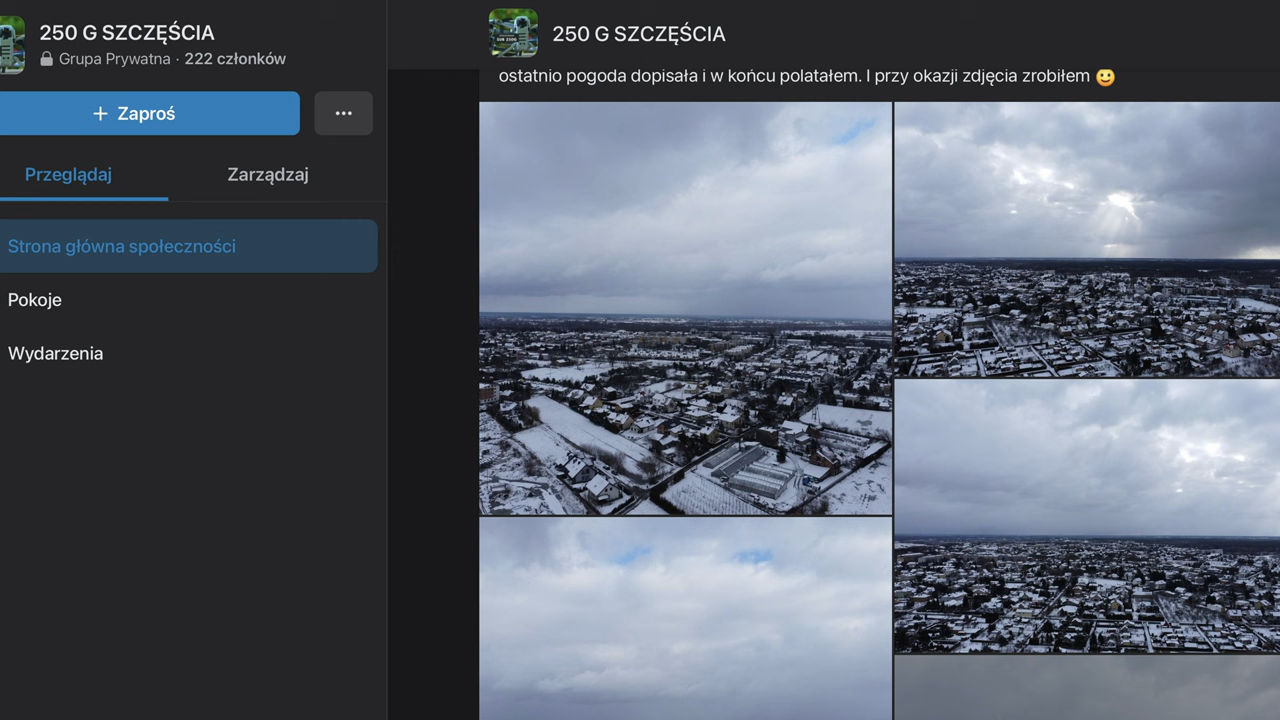 250 G SZCZĘŚCIA
Grupa Prywatna · 222 członków
+ Zaproś
Przeglądaj
Zarządzaj
Strona główna społeczności
Pokoje
Wydarzenia
250 G SZCZĘŚCIA
ostatnio pogoda dopisała i w końcu polatałem. I przy okazji zdjęcia zrobiłem 🙂